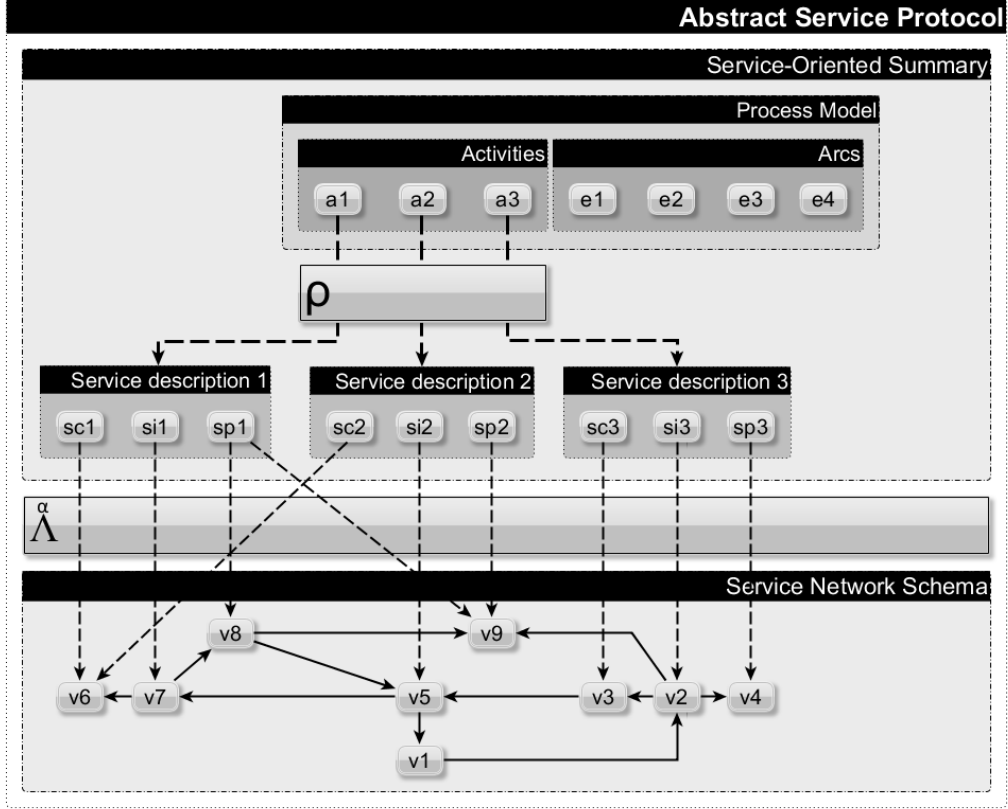 Abstract Service Protocol
Service-Oriented Summary
Process Model
Activities Arcs
a1 a2 a3 e1 e2 e3 e4
ρ
Service description 1 Service description 2 Service description 3
sc1 si1 sp1 sc2 si2 sp2 sc3 si3 sp3
α
Λ
Service Network Schema
v8 v9
v6 v7 v5 v3 v2 v4
v1